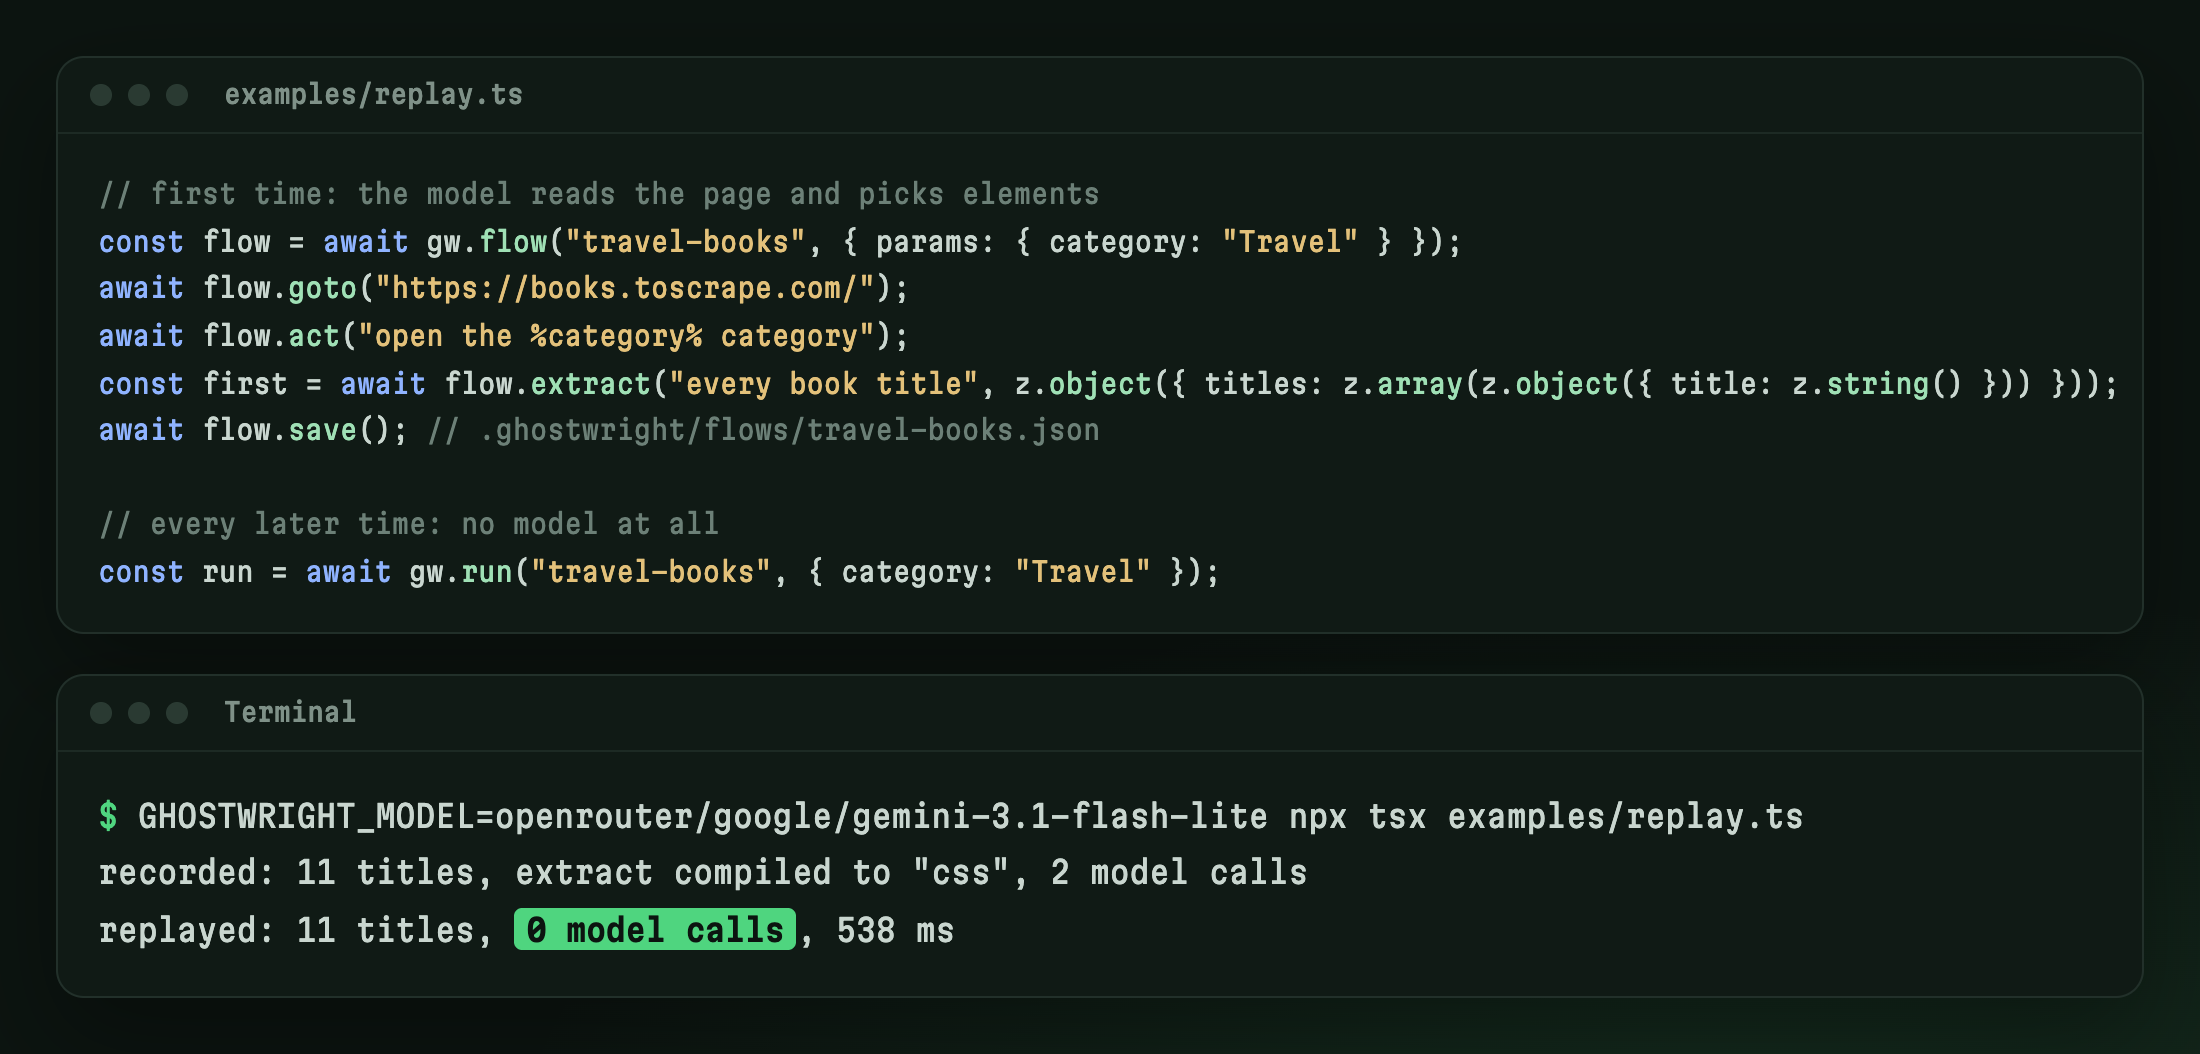 examples/replay.ts
// first time: the model reads the page and picks elements
const flow = await gw.flow("travel-books", { params: { category: "Travel" } });
await flow.goto("https://books.toscrape.com/");
await flow.act("open the %category% category");
const first = await flow.extract("every book title", z.object({ titles: z.array(z.object({ title: z.string() })) }));
await flow.save(); // .ghostwright/flows/travel-books.json
// every later time: no model at all
const run = await gw.run("travel-books", { category: "Travel" });
Terminal
$ GHOSTWRIGHT_MODEL=openrouter/google/gemini-3.1-flash-lite npx tsx examples/replay.ts
recorded: 11 titles, extract compiled to "css", 2 model calls
replayed: 11 titles, 0 model calls, 538 ms